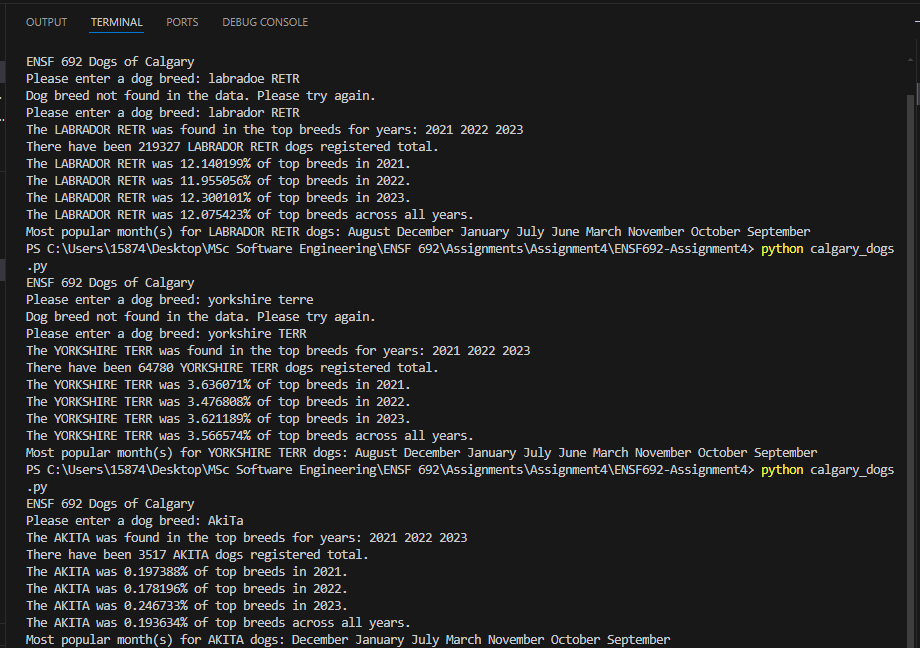 OUTPUT TERMINAL PORTS DEBUG CONSOLE
ENSF 692 Dogs of Calgary
Please enter a dog breed: labradoe RETR
Dog breed not found in the data. Please try again.
Please enter a dog breed: labrador RETR
The LABRADOR RETR was found in the top breeds for years: 2021 2022 2023
There have been 219327 LABRADOR RETR dogs registered total.
The LABRADOR RETR was 12.140199% of top breeds in 2021.
The LABRADOR RETR was 11.955056% of top breeds in 2022.
The LABRADOR RETR was 12.300101% of top breeds in 2023.
The LABRADOR RETR was 12.075423% of top breeds across all years.
Most popular month(s) for LABRADOR RETR dogs: August December January July June March November October September
PS C:\Users\15874\Desktop\MSc Software Engineering\ENSF 692\Assignments\Assignment4\ENSF692-Assignment4> python calgary_dogs
.py
ENSF 692 Dogs of Calgary
Please enter a dog breed: yorkshire terre
Dog breed not found in the data. Please try again.
Please enter a dog breed: yorkshire TERR
The YORKSHIRE TERR was found in the top breeds for years: 2021 2022 2023
There have been 64780 YORKSHIRE TERR dogs registered total.
The YORKSHIRE TERR was 3.636071% of top breeds in 2021.
The YORKSHIRE TERR was 3.476808% of top breeds in 2022.
The YORKSHIRE TERR was 3.621189% of top breeds in 2023.
The YORKSHIRE TERR was 3.566574% of top breeds across all years.
Most popular month(s) for YORKSHIRE TERR dogs: August December January July June March November October September
PS C:\Users\15874\Desktop\MSc Software Engineering\ENSF 692\Assignments\Assignment4\ENSF692-Assignment4> python calgary_dogs
.py
ENSF 692 Dogs of Calgary
Please enter a dog breed: AkiTa
The AKITA was found in the top breeds for years: 2021 2022 2023
There have been 3517 AKITA dogs registered total.
The AKITA was 0.197388% of top breeds in 2021.
The AKITA was 0.178196% of top breeds in 2022.
The AKITA was 0.246733% of top breeds in 2023.
The AKITA was 0.193634% of top breeds across all years.
Most popular month(s) for AKITA dogs: December January July March November October September